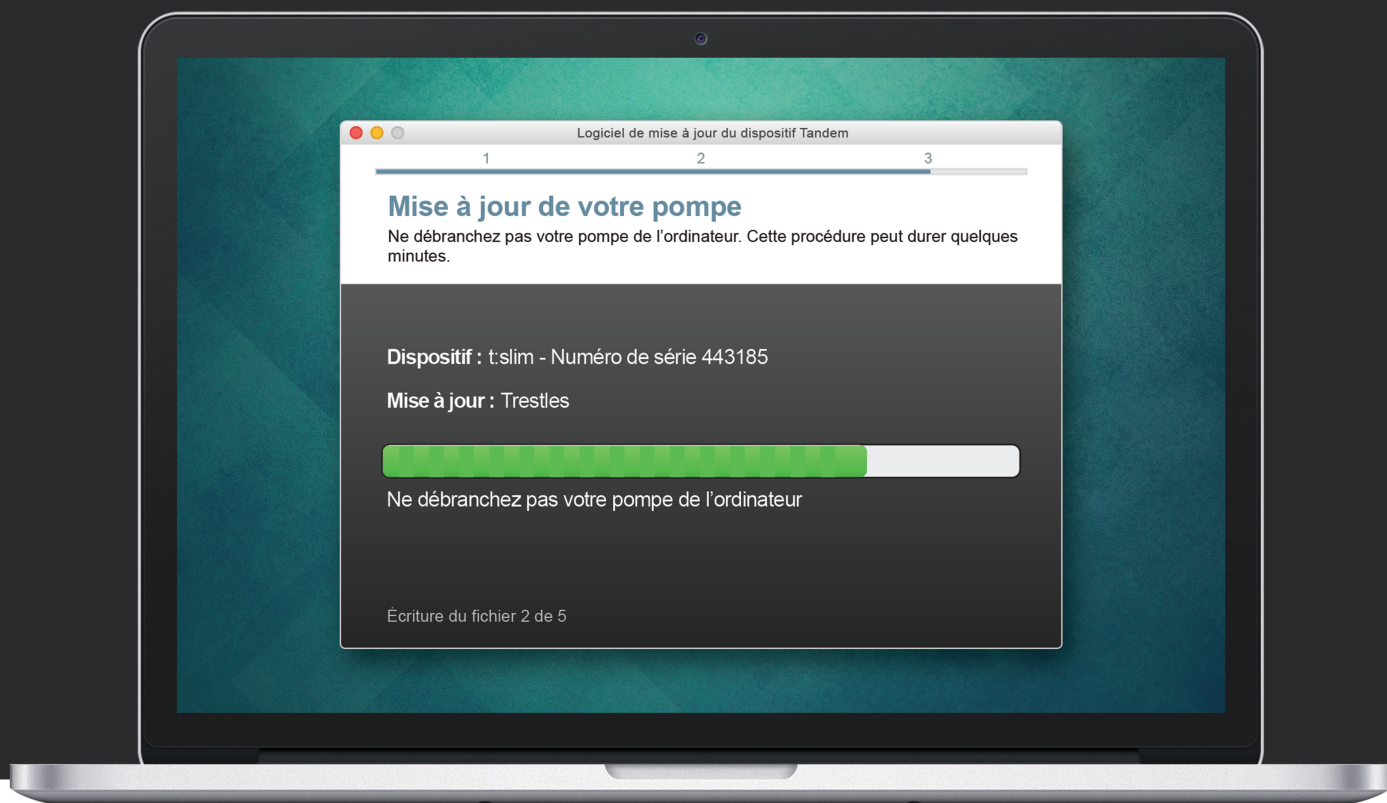 Logiciel de mise à jour du dispositif Tandem
1 2 3
Mise à jour de votre pompe
Ne débranchez pas votre pompe de l’ordinateur. Cette procédure peut durer quelques
minutes.
Dispositif : t:slim - Numéro de série 443185
Mise à jour : Trestles
Ne débranchez pas votre pompe de l’ordinateur
Écriture du fichier 2 de 5